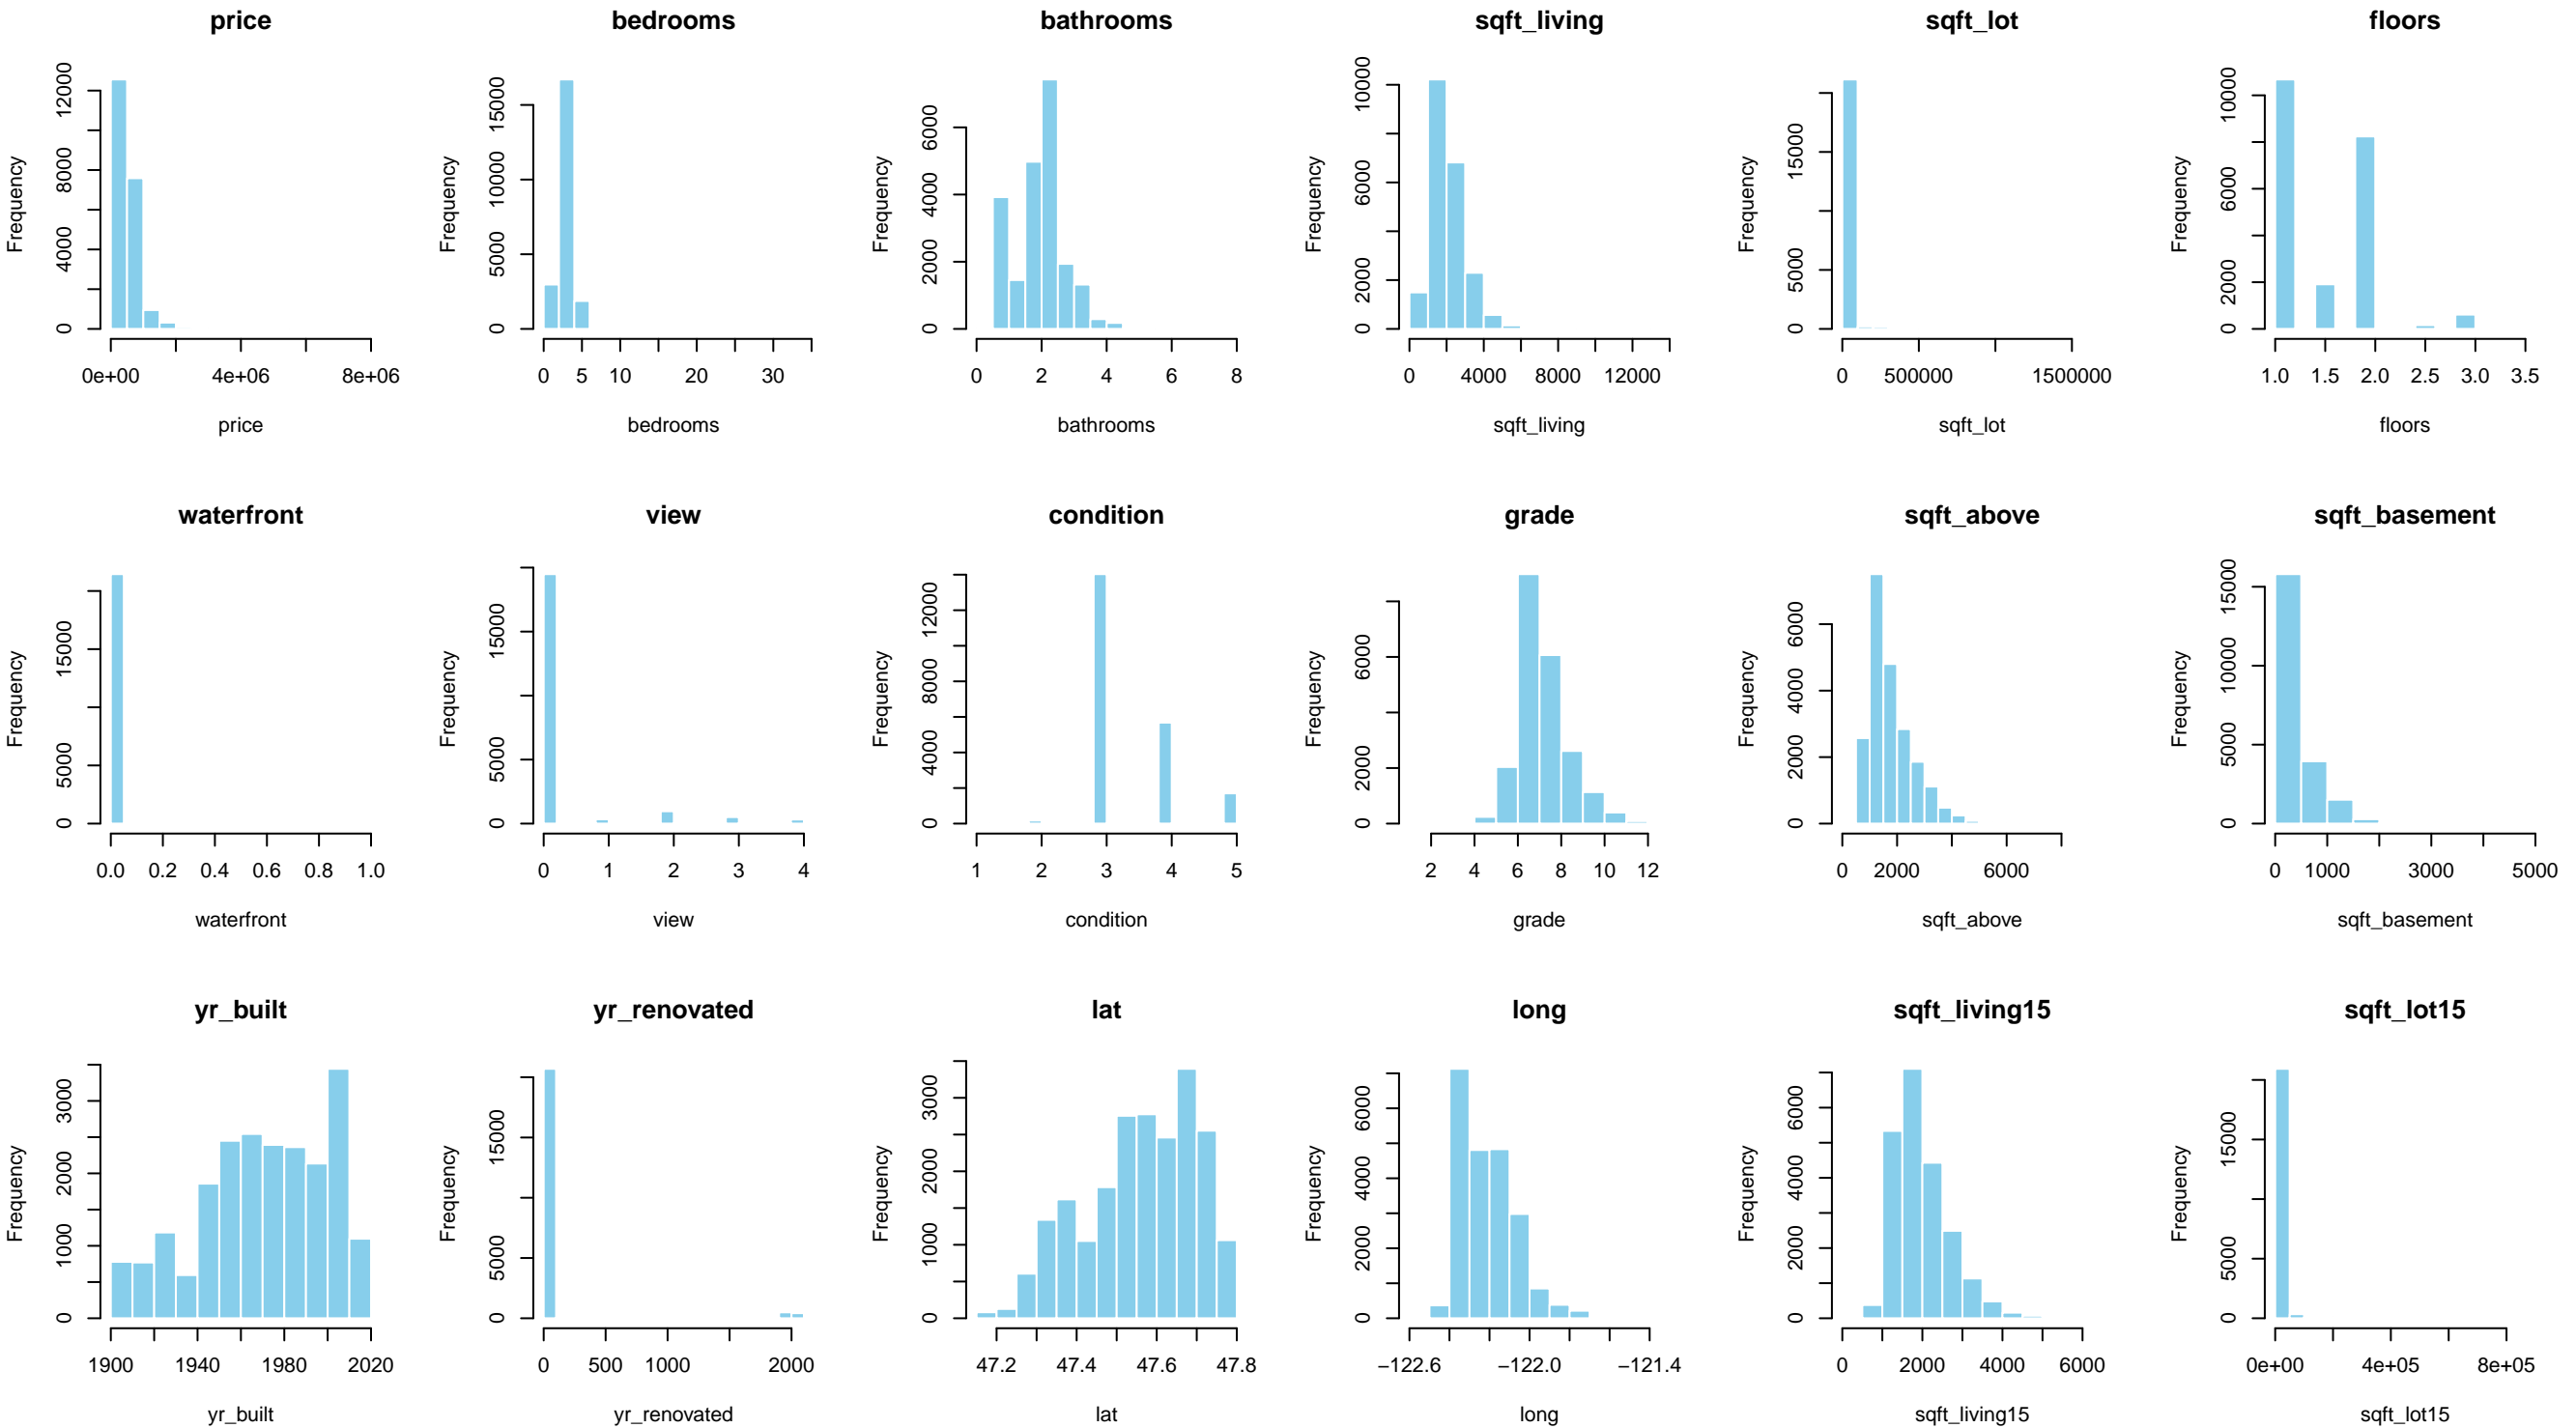 price bedrooms bathrooms sqft_living sqft_lot floors
Frequency 0 4000 8000 12000
0e+00 4e+06 8e+06
price
Frequency 0 5000 10000 15000
0 5 10 20 30
bedrooms
Frequency 0 2000 4000 6000
0 2 4 6 8
bathrooms
Frequency 0 2000 6000 10000
0 4000 8000 12000
sqft_living
Frequency 0 5000 15000
0 500000 1500000
sqft_lot
Frequency 0 2000 6000 10000
1.0 1.5 2.0 2.5 3.0 3.5
floors
waterfront view condition grade sqft_above sqft_basement
Frequency 0 5000 15000
0.0 0.2 0.4 0.6 0.8 1.0
waterfront
Frequency 0 5000 15000
0 1 2 3 4
view
Frequency 0 4000 8000 12000
1 2 3 4 5
condition
Frequency 0 2000 6000
2 4 6 8 10 12
grade
Frequency 0 2000 4000 6000
0 2000 6000
sqft_above
Frequency 0 5000 10000 15000
0 1000 3000 5000
sqft_basement
yr_built yr_renovated lat long sqft_living15 sqft_lot15
Frequency 0 1000 2000 3000
1900 1940 1980 2020
yr_built
Frequency 0 5000 15000
0 500 1000 2000
yr_renovated
Frequency 0 1000 2000 3000
47.2 47.4 47.6 47.8
lat
Frequency 0 2000 4000 6000
−122.6 −122.0 −121.4
long
Frequency 0 2000 4000 6000
0 2000 4000 6000
sqft_living15
Frequency 0 5000 15000
0e+00 4e+05 8e+05
sqft_lot15